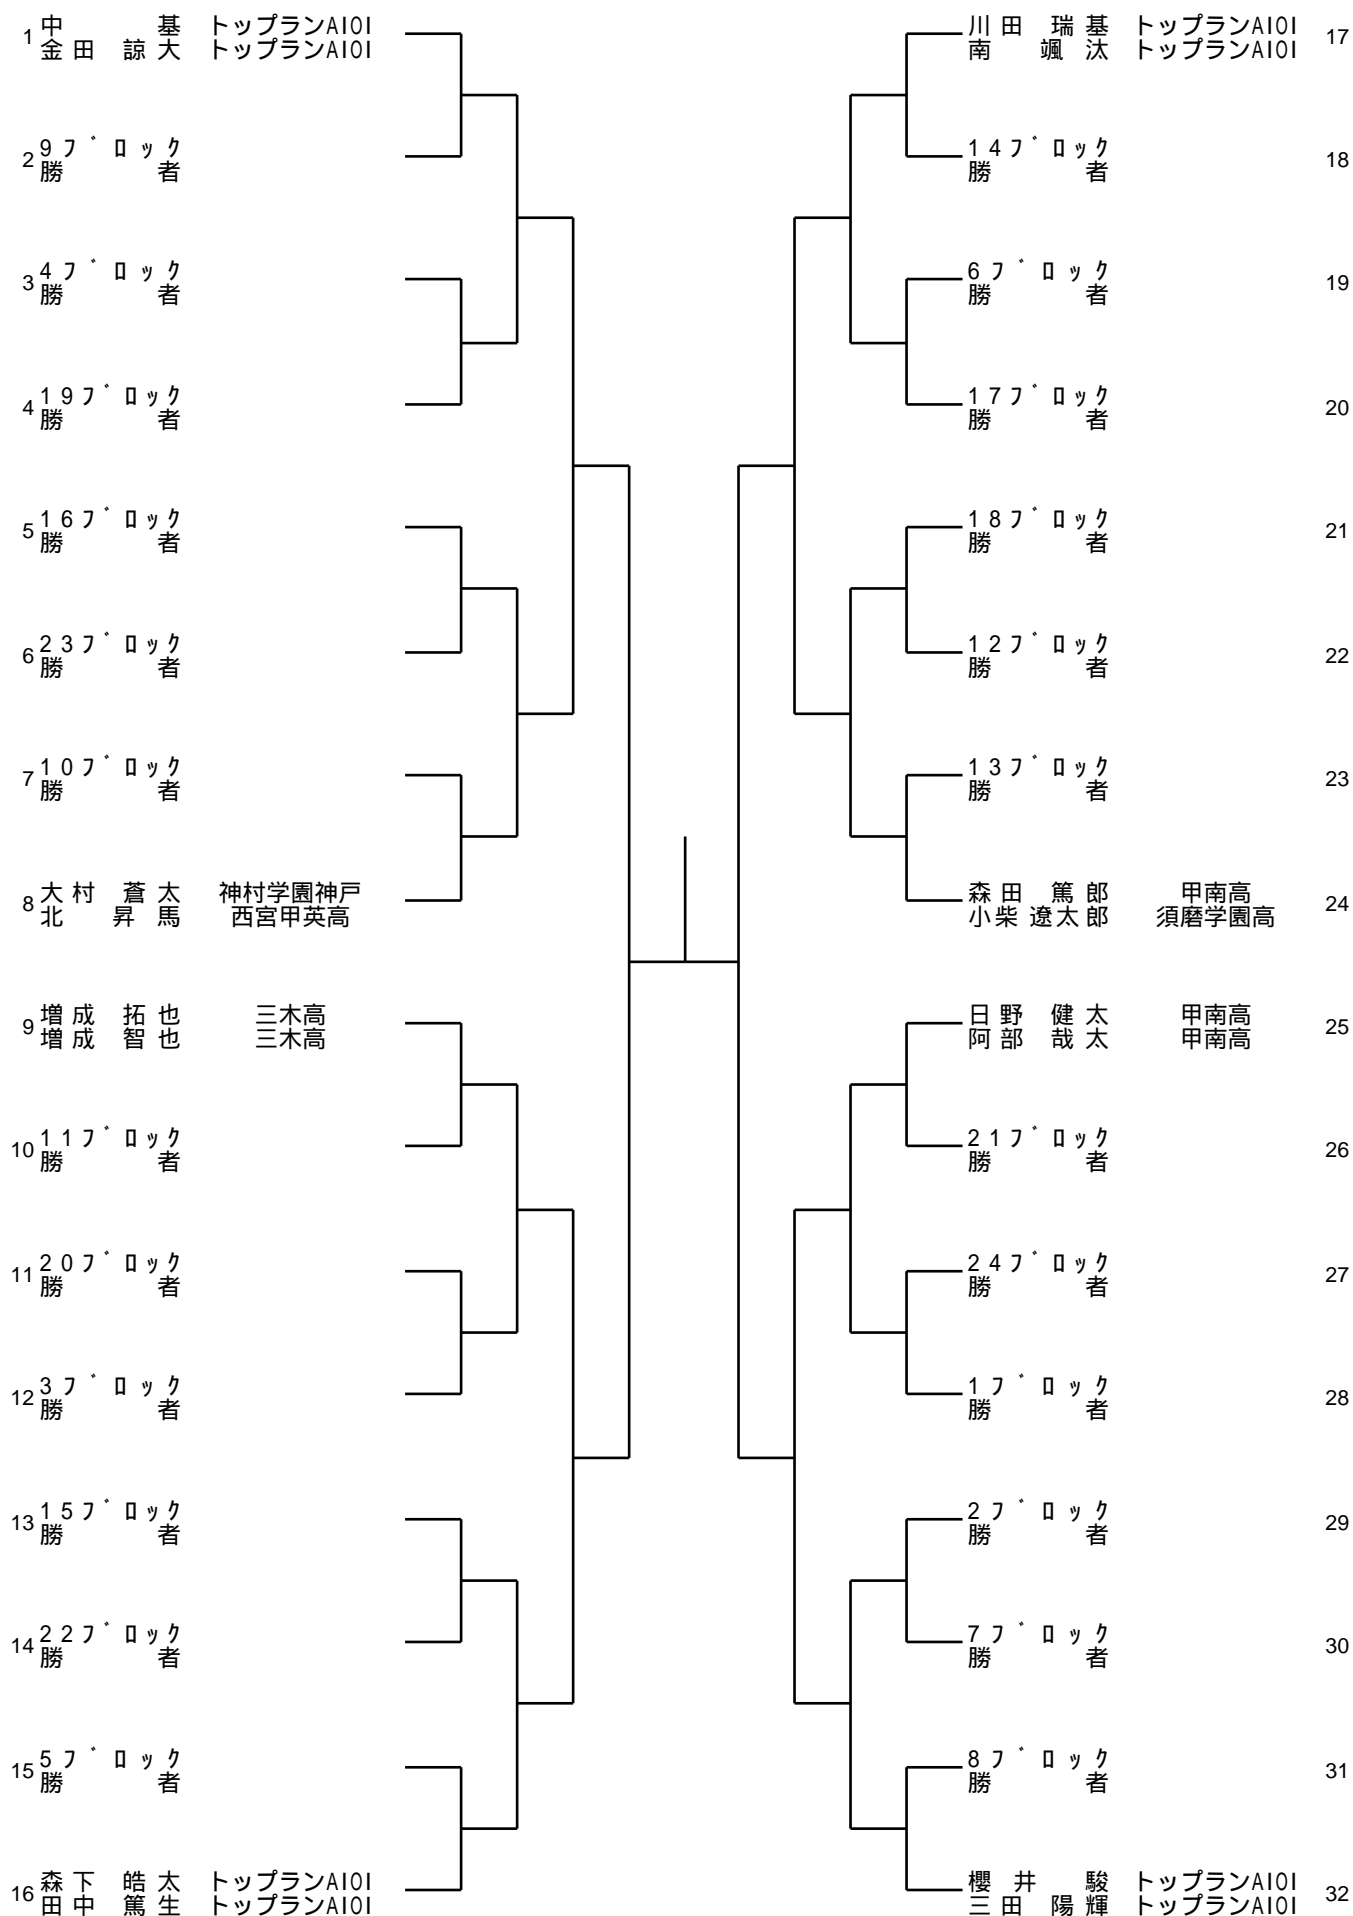 1 中 基 トップランAIOI
金田 諒大 トップランAIOI
2 9ブロック
勝者
3 4ブロック
勝者
4 19ブロック
勝者
5 16ブロック
勝者
6 23ブロック
勝者
7 10ブロック
勝者
8 大村 蒼太 神村学園神戸
北 昇馬 西宮甲英高
9 増成 拓也 三木高
増成 智也 三木高
10 11ブロック
勝者
11 20ブロック
勝者
12 3ブロック
勝者
13 15ブロック
勝者
14 22ブロック
勝者
15 5ブロック
勝者
16 森下 皓太 トップランAIOI
田中 篤生 トップランAIOI
川田 瑞基 トップランAIOI 17
南 颯汰 トップランAIOI
14ブロック 18
勝者
6ブロック 19
勝者
17ブロック 20
勝者
18ブロック 21
勝者
12ブロック 22
勝者
13ブロック 23
勝者
森田 篤郎 甲南高 24
小柴 遼太郎 須磨学園高
日野 健太 甲南高 25
阿部 哉太 甲南高
21ブロック 26
勝者
24ブロック 27
勝者
1ブロック 28
勝者
2ブロック 29
勝者
7ブロック 30
勝者
8ブロック 31
勝者
櫻井 駿 トップランAIOI 32
三田 陽輝 トップランAIOI